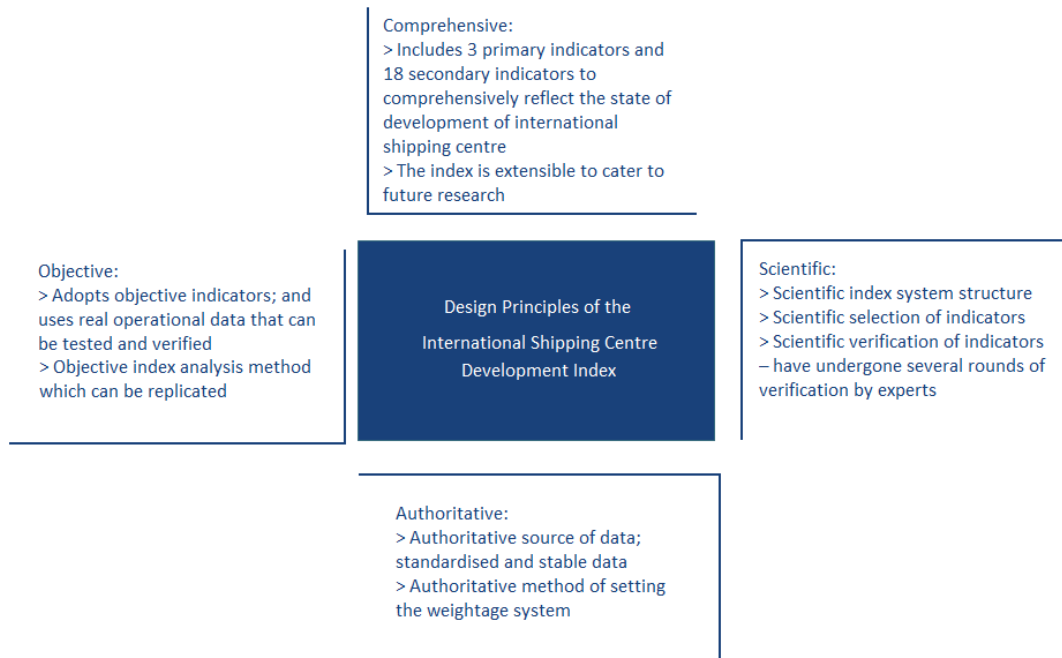 Comprehensive:
> Includes 3 primary indicators and
18 secondary indicators to
comprehensively reflect the state of
development of international
shipping centre
> The index is extensible to cater to
future research
Objective:
> Adopts objective indicators; and
uses real operational data that can
be tested and verified
> Objective index analysis method
which can be replicated
Design Principles of the
International Shipping Centre
Development Index
Scientific:
> Scientific index system structure
> Scientific selection of indicators
> Scientific verification of indicators
– have undergone several rounds of
verification by experts
Authoritative:
> Authoritative source of data;
standardised and stable data
> Authoritative method of setting
the weightage system